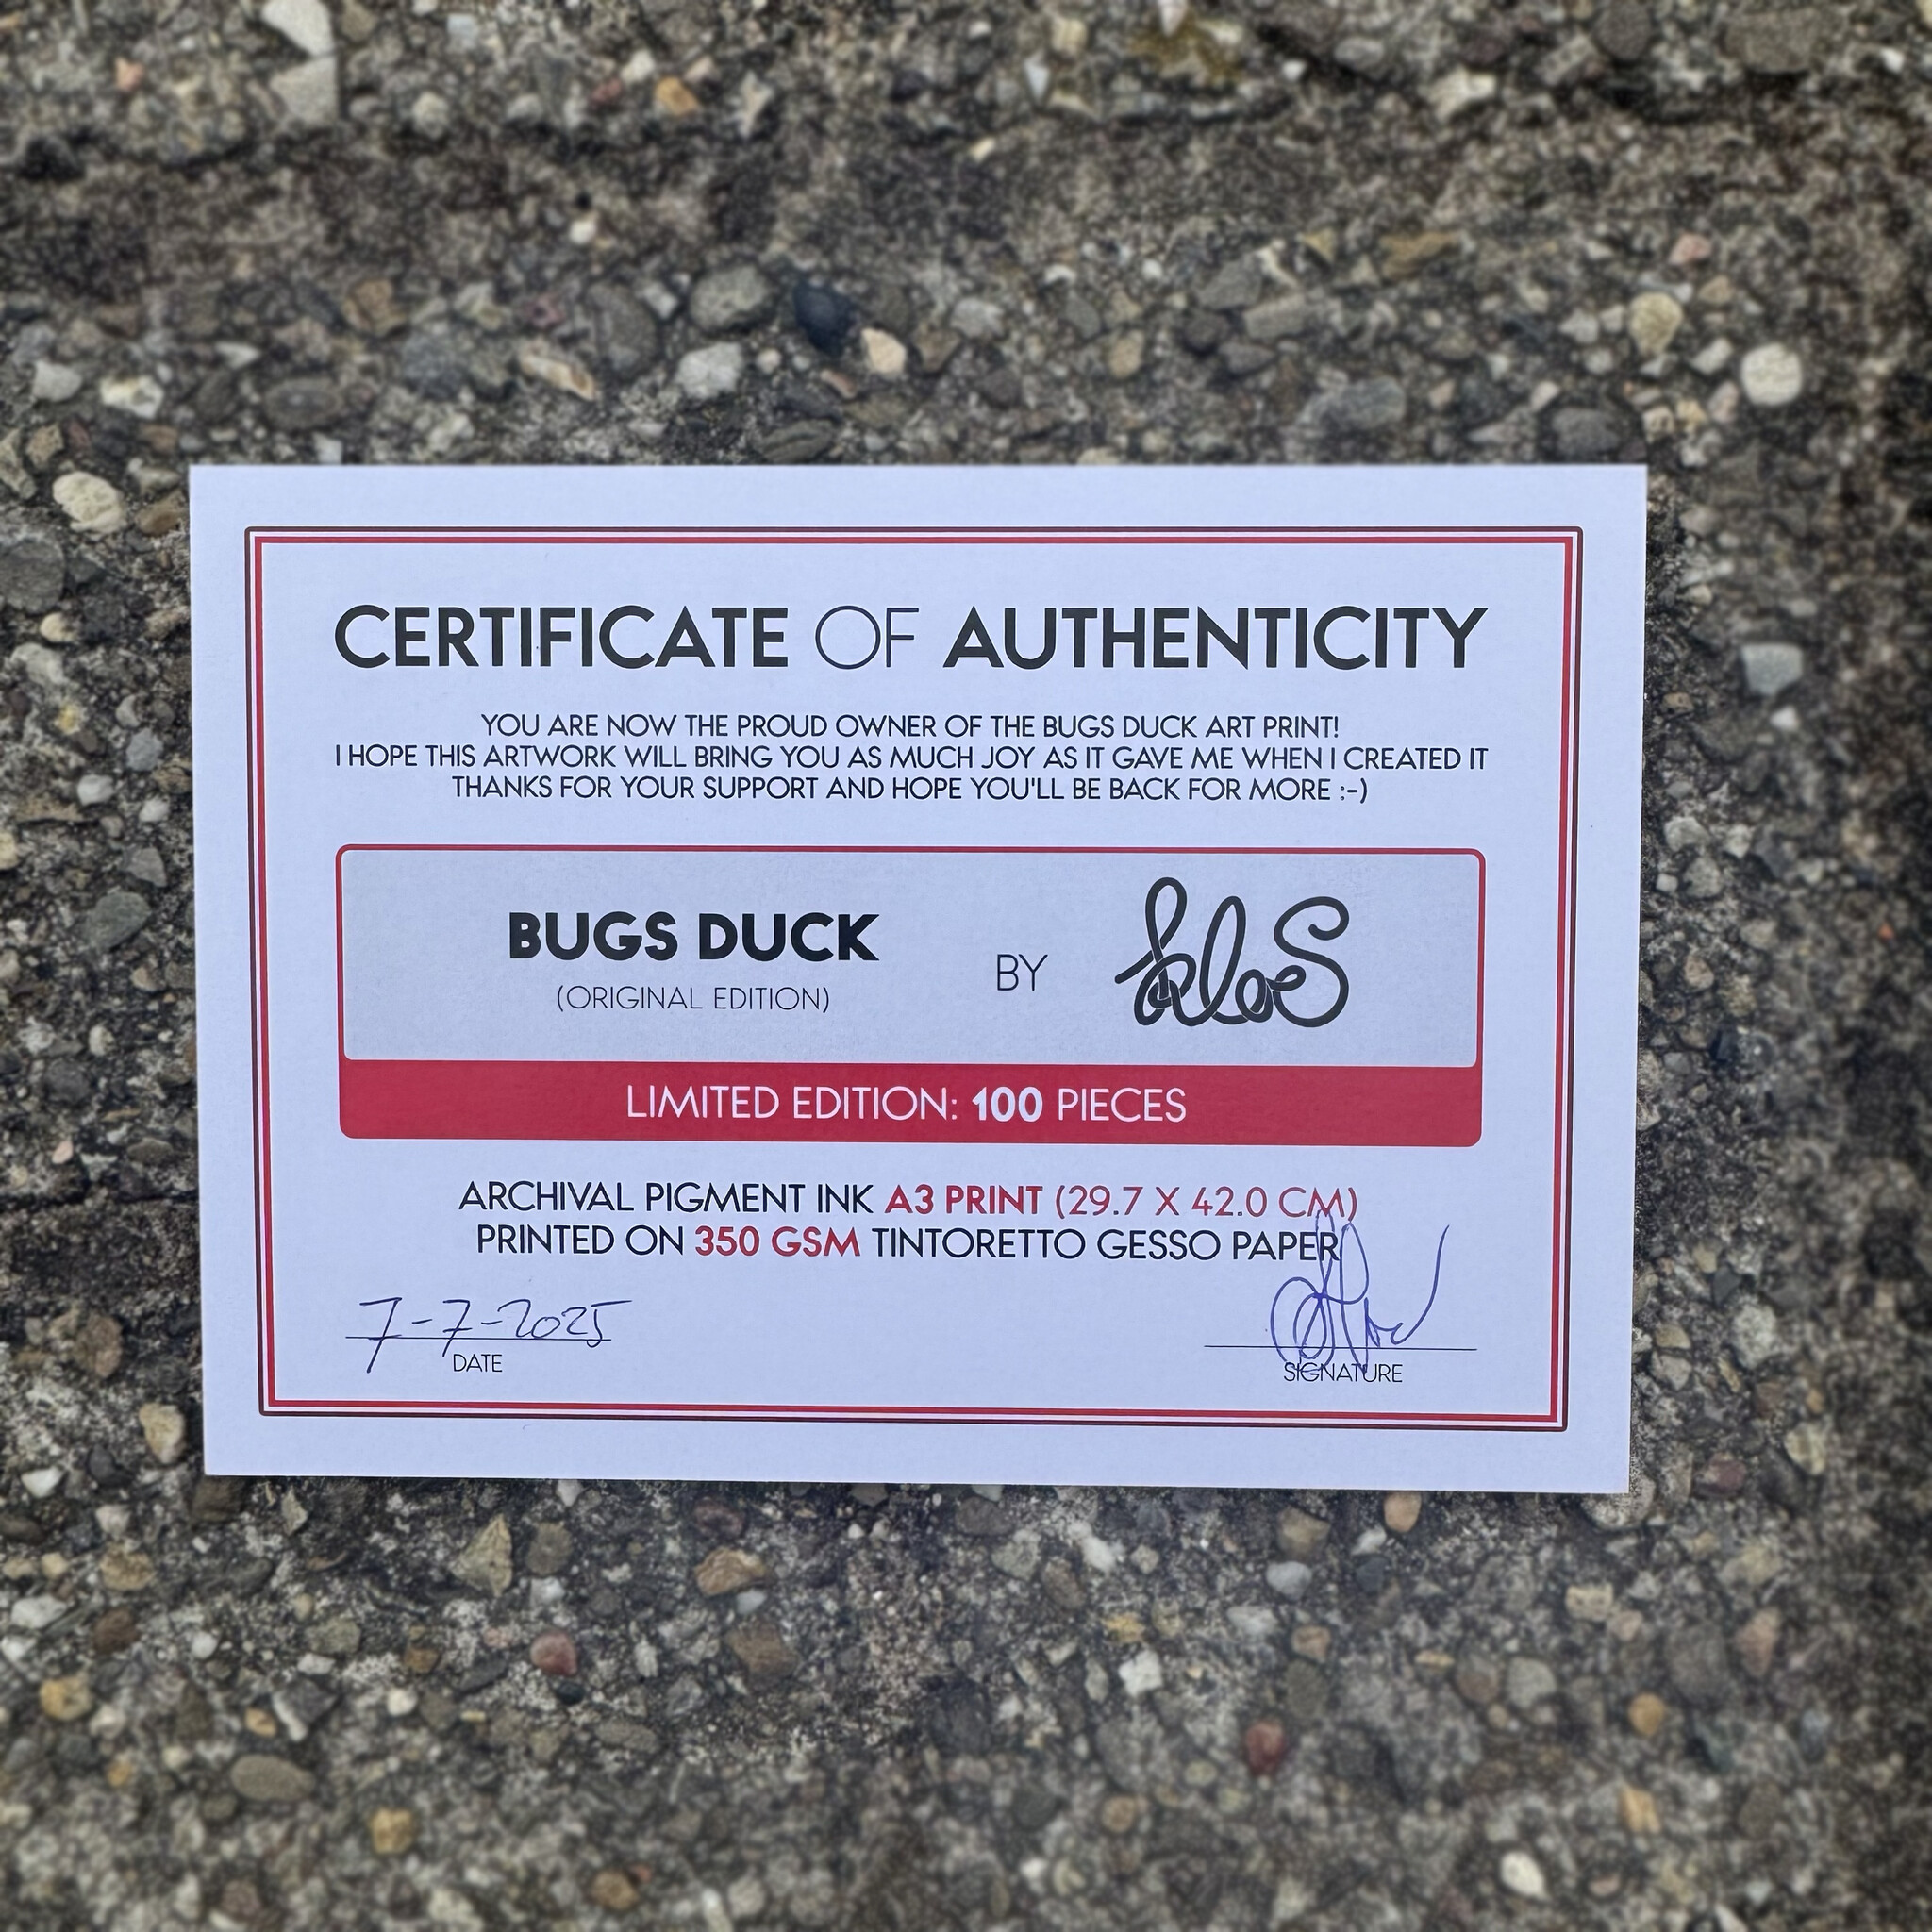 CERTIFICATE OF AUTHENTICITY
YOU ARE NOW THE PROUD OWNER OF THE BUGS DUCK ART PRINT!
I HOPE THIS ARTWORK WILL BRING YOU AS MUCH JOY AS IT GAVE ME WHEN I CREATED IT
THANKS FOR YOUR SUPPORT AND HOPE YOU'LL BE BACK FOR MORE :-)
BUGS DUCK
(ORIGINAL EDITION)
BY
LIMITED EDITION: 100 PIECES
ARCHIVAL PIGMENT INK A3 PRINT (29.7 X 42.0 CM)
PRINTED ON 350 GSM TINTORETTO GESSO PAPER
7-7-2025
DATE
SIGNATURE